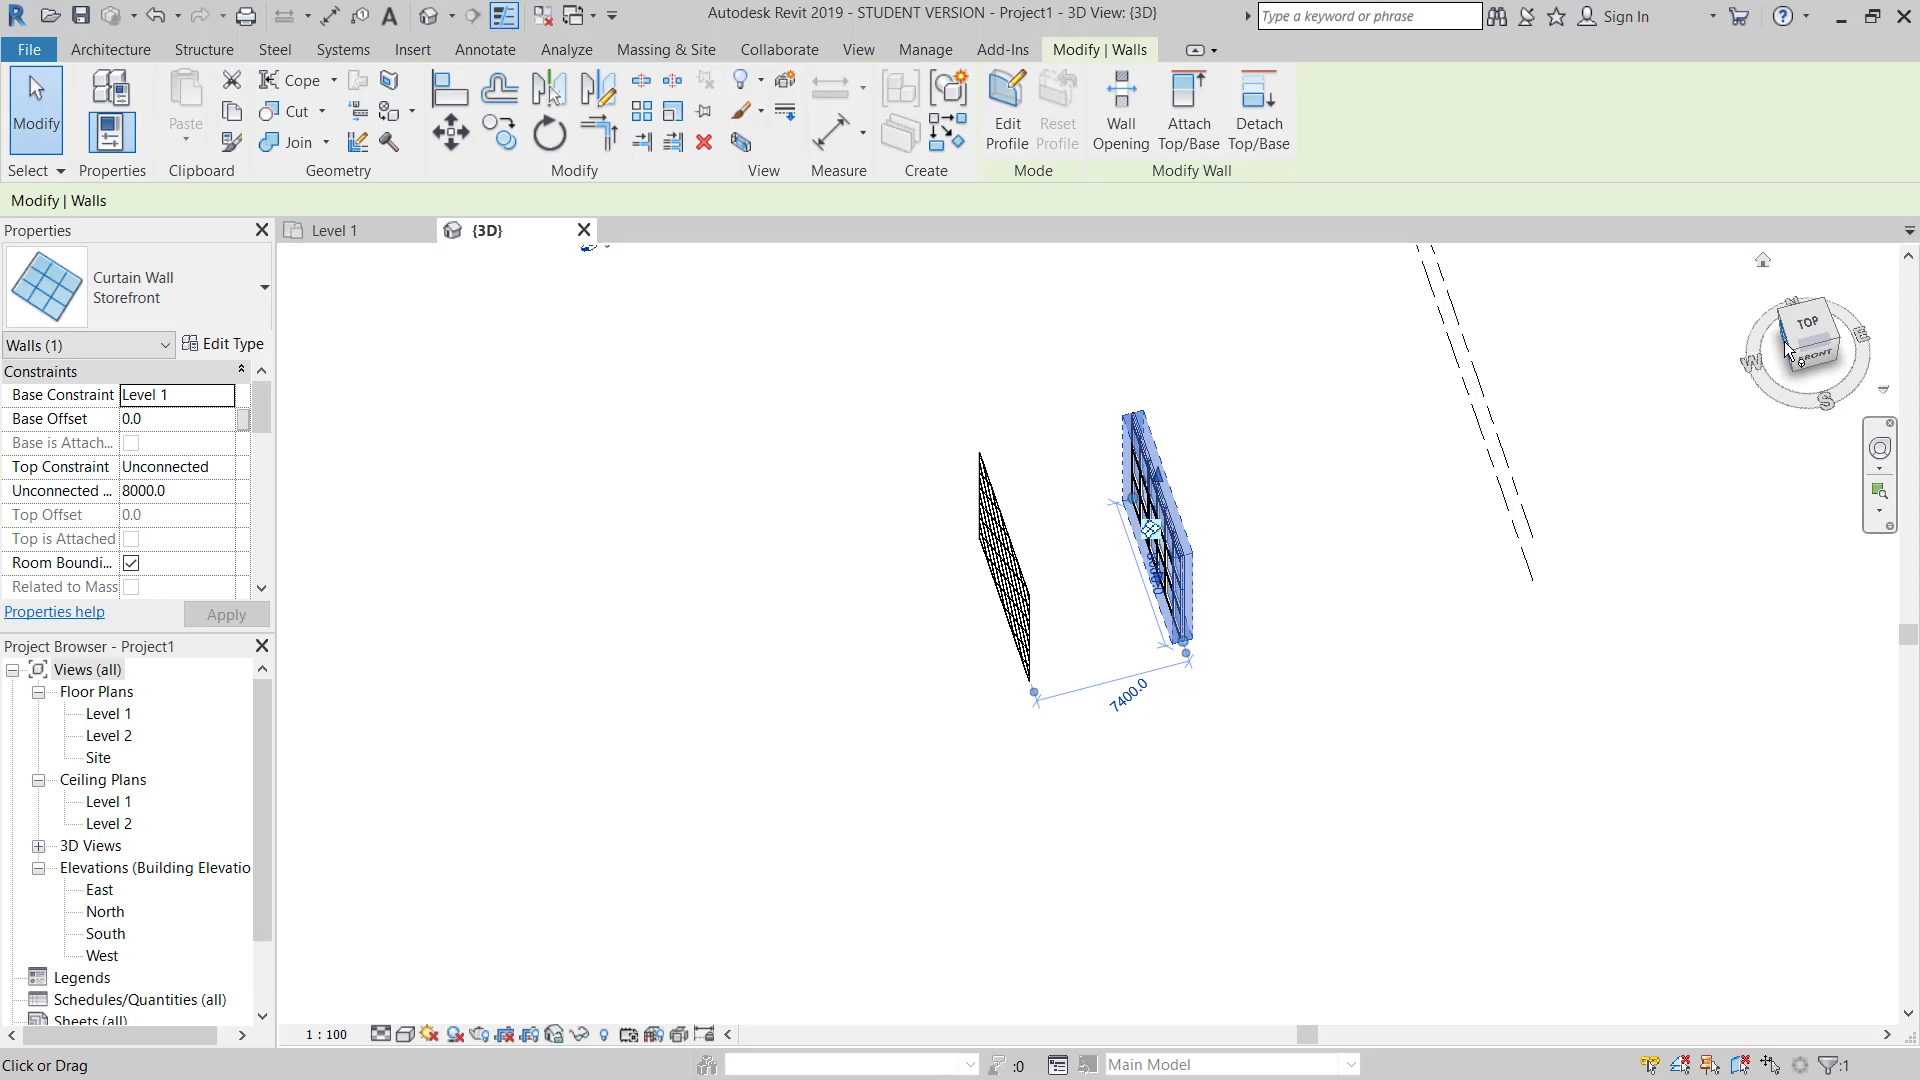 Autodesk Revit 2019 - STUDENT VERSION - Project1 - 3D View: {3D}
Type a keyword or phrase
Sign In
File
Architecture
Structure
Steel
Systems
Insert
Annotate
Analyze
Massing & Site
Collaborate
View
Manage
Add-Ins
Modify | Walls
Modify
Paste
Cope
Cut
Join
Edit Profile
Reset Profile
Wall Opening
Attach Top/Base
Detach Top/Base
Select
Properties
Clipboard
Geometry
Modify
View
Measure
Create
Mode
Modify Wall
Modify | Walls
Properties
Level 1
{3D}
Curtain Wall
Storefront
Walls (1)
Edit Type
Constraints
Base Constraint Level 1
Base Offset 0.0
Base is Attach...
Top Constraint Unconnected
Unconnected ... 8000.0
Top Offset 0.0
Top is Attached
Room Boundi...
Related to Mass
Properties help
Apply
Project Browser - Project1
Views (all)
Floor Plans
Level 1
Level 2
Site
Ceiling Plans
Level 1
Level 2
3D Views
Elevations (Building Elevatio
East
North
South
West
Legends
Schedules/Quantities (all)
Sheets (all)
TOP
FRONT
W
S
E
7400.0
1 : 100
Click or Drag
:0
Main Model
:1